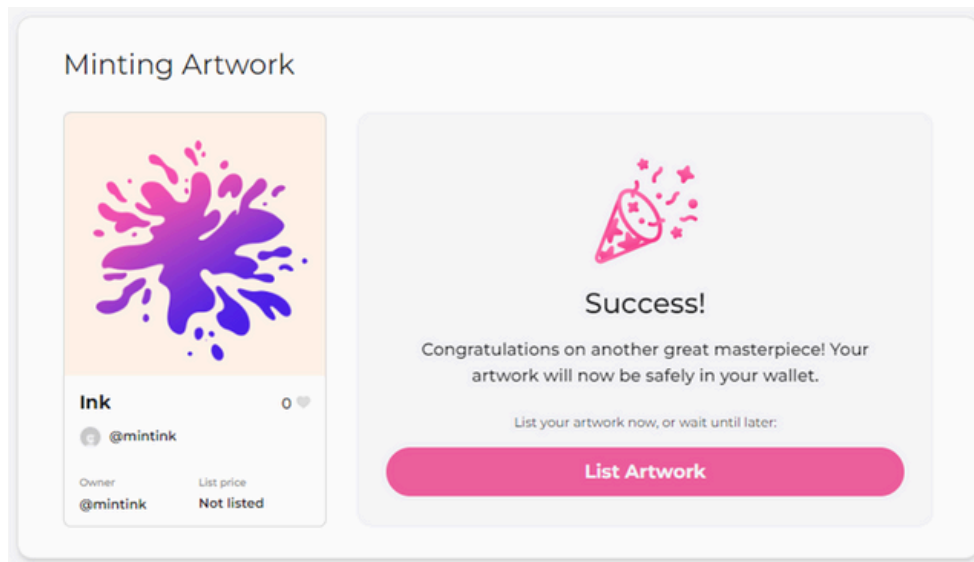 Minting Artwork
Ink
0
@mintink
Owner
List price
@mintink
Not listed
Success!
Congratulations on another great masterpiece! Your
artwork will now be safely in your wallet.
List your artwork now, or wait until later:
List Artwork